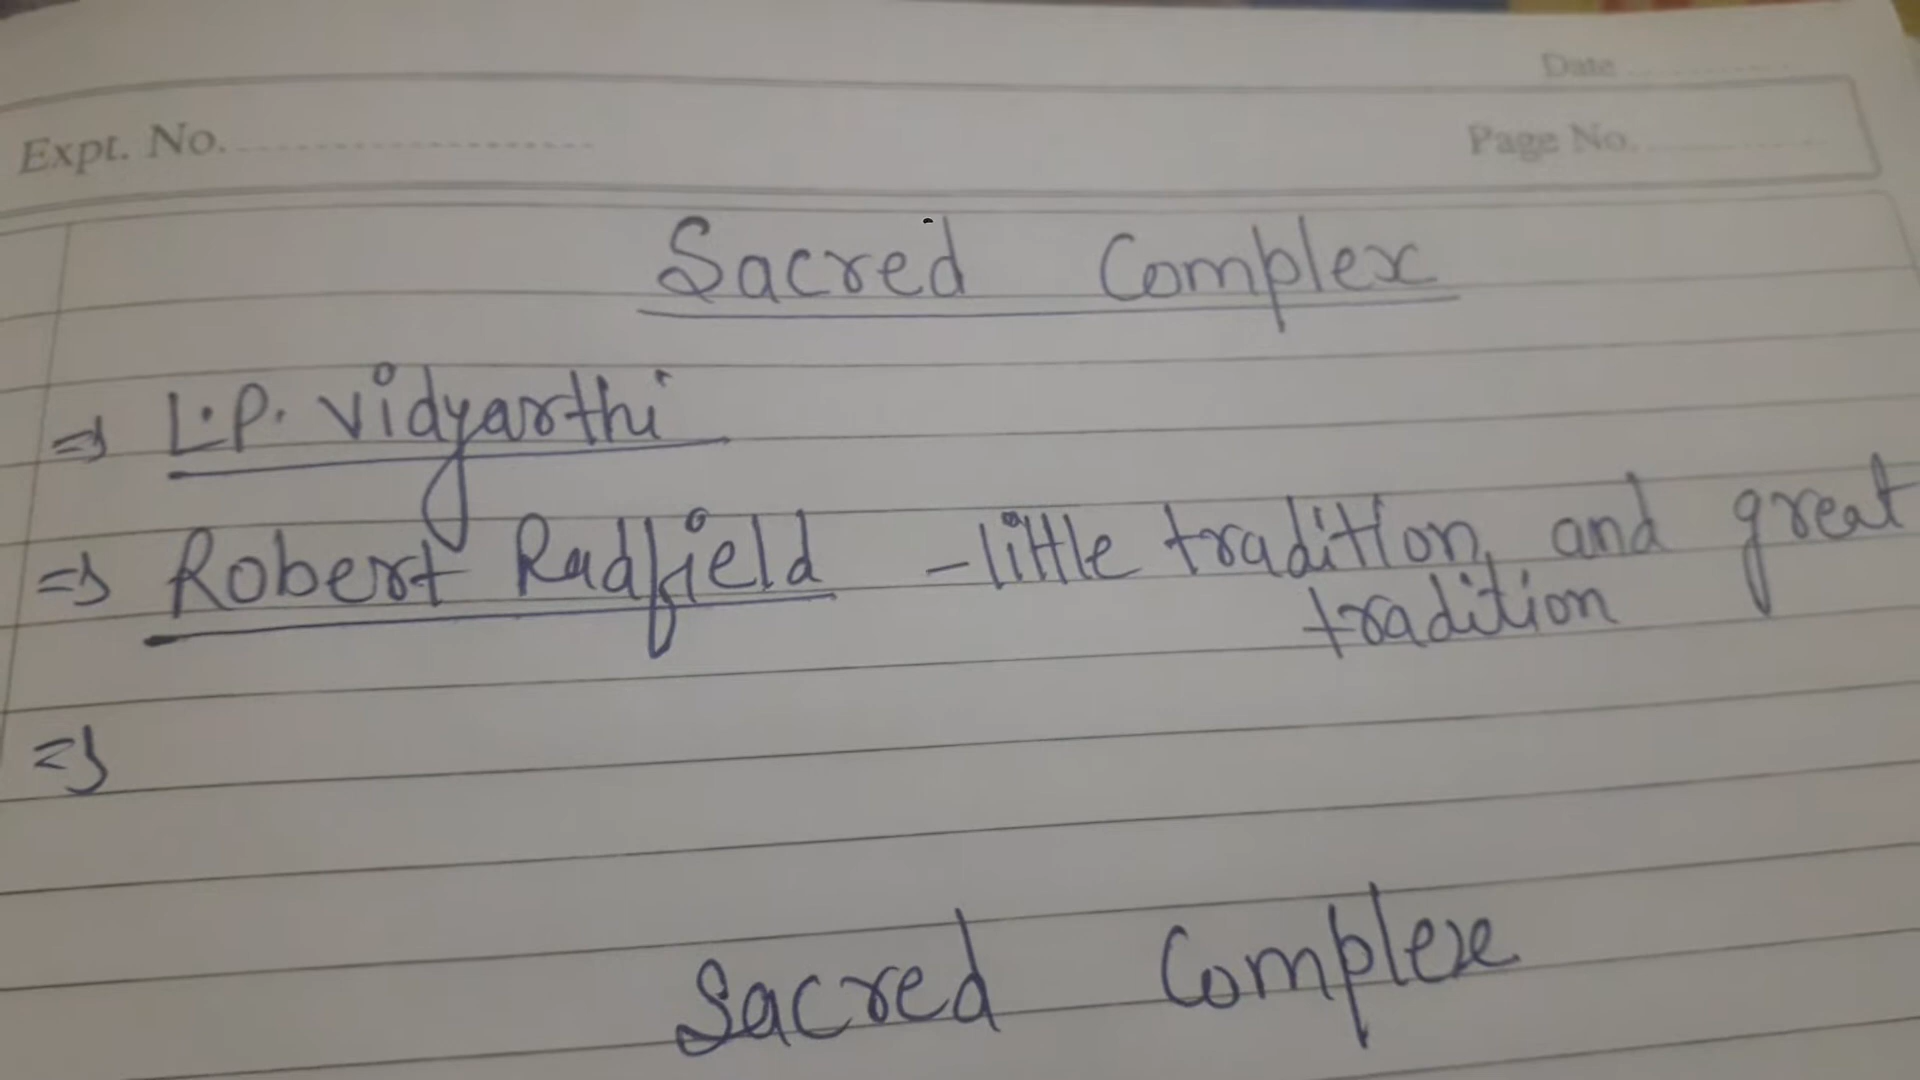 Date
Expt. No.
Page No.
Sacred Complex
⇒ L.P. Vidyarthi
⇒ Robert Radfield - little tradition, and great
tradition
⇒
Sacred Complex